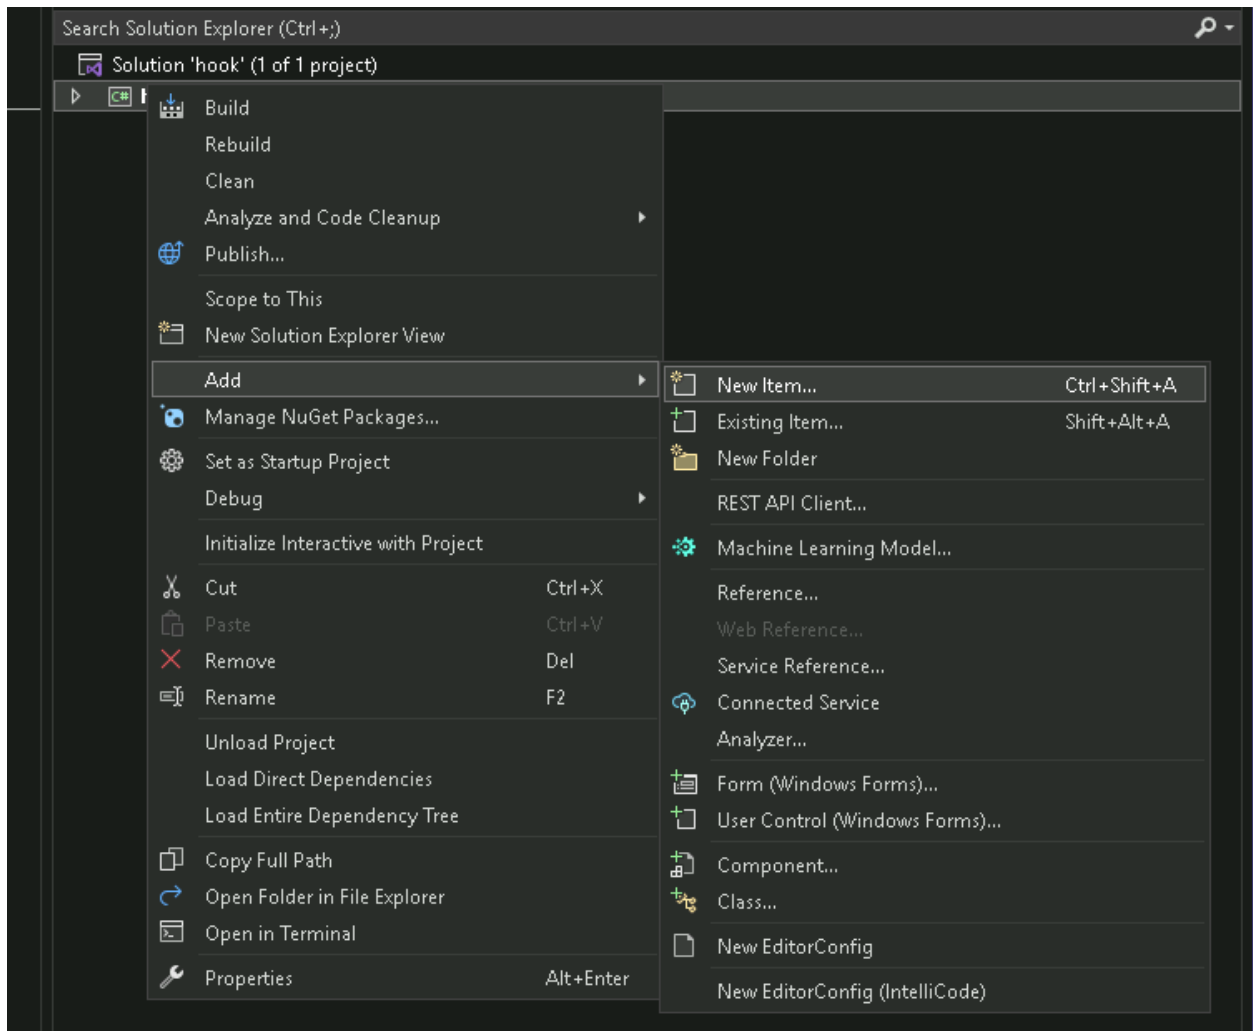 Search Solution Explorer (Ctrl+;)
Solution 'hook' (1 of 1 project)
C#
Build
Rebuild
Clean
Analyze and Code Cleanup
Publish...
Scope to This
New Solution Explorer View
Add
Manage NuGet Packages...
Set as Startup Project
Debug
Initialize Interactive with Project
Cut Ctrl+X
Paste Ctrl+V
Remove Del
Rename F2
Unload Project
Load Direct Dependencies
Load Entire Dependency Tree
Copy Full Path
Open Folder in File Explorer
Open in Terminal
Properties Alt+Enter
New Item... Ctrl+Shift+A
Existing Item... Shift+Alt+A
New Folder
REST API Client...
Machine Learning Model...
Reference...
Web Reference...
Service Reference...
Connected Service
Analyzer...
Form (Windows Forms)...
User Control (Windows Forms)...
Component...
Class...
New EditorConfig
New EditorConfig (IntelliCode)